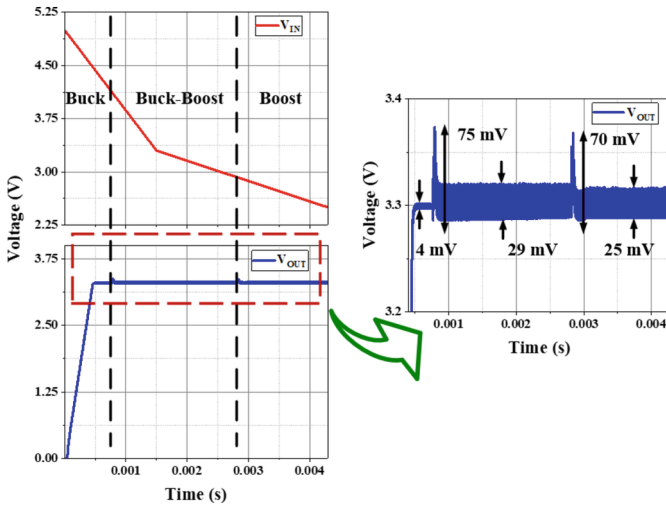 5.25
V_IN
4.50
Buck
Buck-Boost
Boost
3.75
3.00
2.25
Voltage (V)
3.75
V_OUT
2.50
1.25
0.00
0.001
0.002
0.003
0.004
Time (s)
3.4
V_OUT
75 mV
70 mV
3.3
4 mV
29 mV
25 mV
3.2
Voltage (V)
0.001
0.002
0.003
0.004
Time (s)